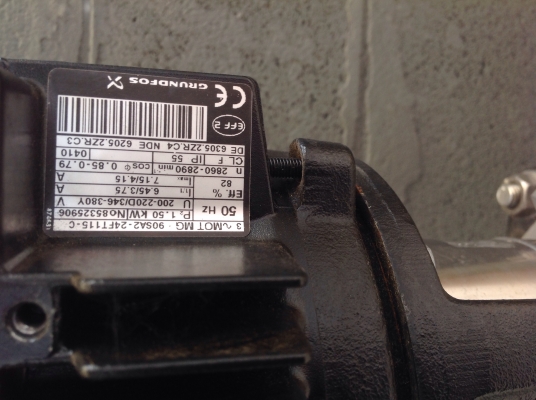 3 ∿MOT MG 90SA2-24FT115-C
P₂ 1.50 kW No 85325906
50 Hz U 200-220D/346-380Y V
I1/1 6.45/3.75 A
Eff. % 82 Imax 7.15/4.15 A
n 2860-2890 min⁻¹ cosφ 0.85-0.79
CL F IP 55 0410
DE 6305.2ZR.C4 NDE 6205.2ZR.C3
EFF 2
CE
GRUNDFOS